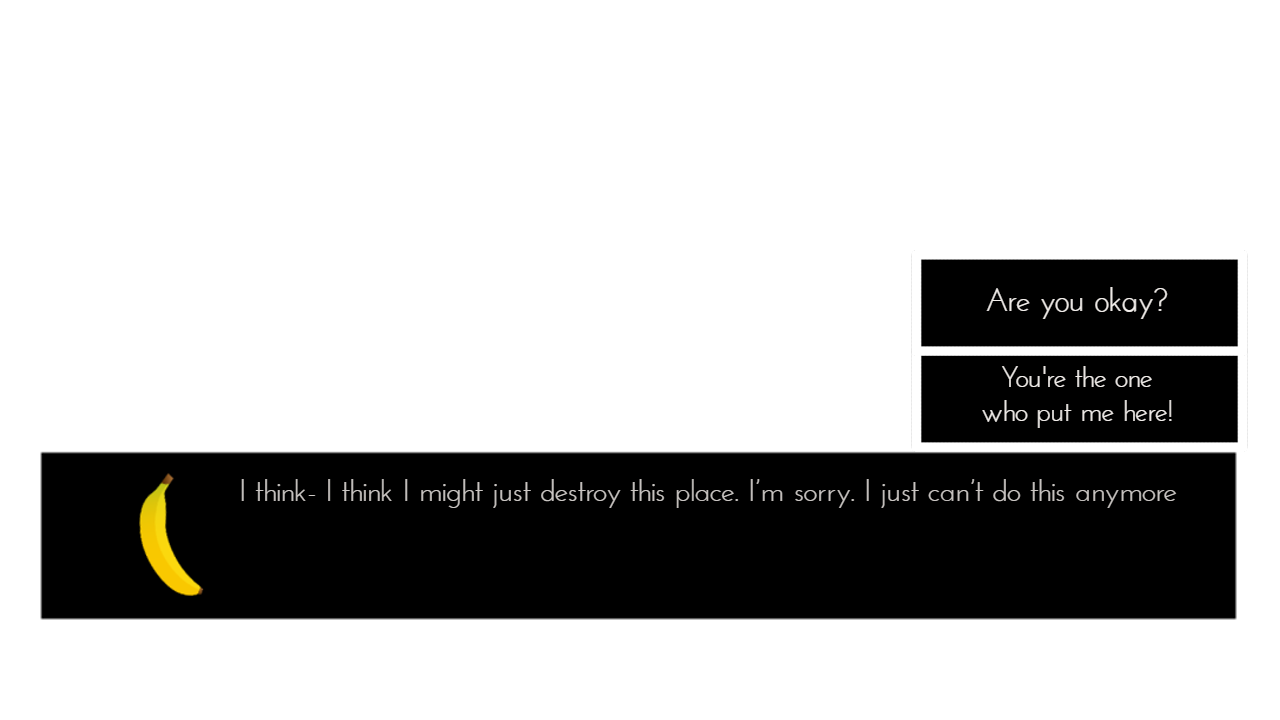 Are you okay?
You're the one
who put me here!
I think- I think I might just destroy this place. I'm sorry. I just can't do this anymore